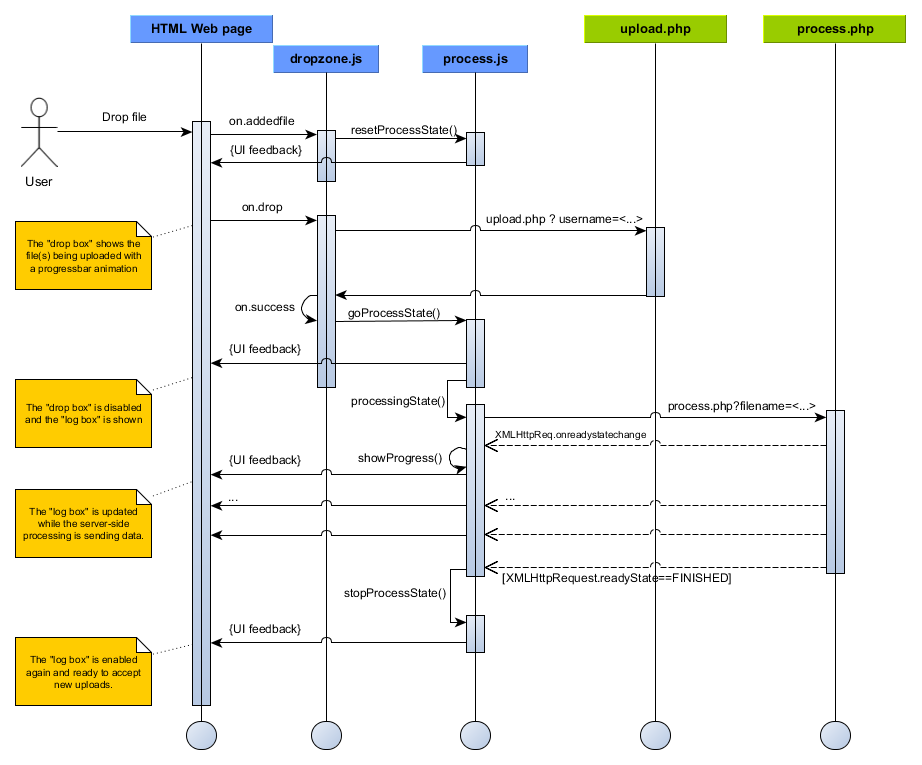 HTML Web page
upload.php
process.php
dropzone.js
process.js
Drop file
on.addedfile
resetProcessState()
{UI feedback}
User
on.drop
upload.php ? username=<...>
The "drop box" shows the
file(s) being uploaded with
a progressbar animation
on.success
goProcessState()
{UI feedback}
The "drop box" is disabled
and the "log box" is shown
processingState()
process.php?filename=<...>
XMLHttpReq.onreadystatechange
showProgress()
{UI feedback}
...
...
The "log box" is updated
while the server-side
processing is sending data.
[XMLHttpRequest.readyState==FINISHED]
stopProcessState()
{UI feedback}
The "log box" is enabled
again and ready to accept
new uploads.